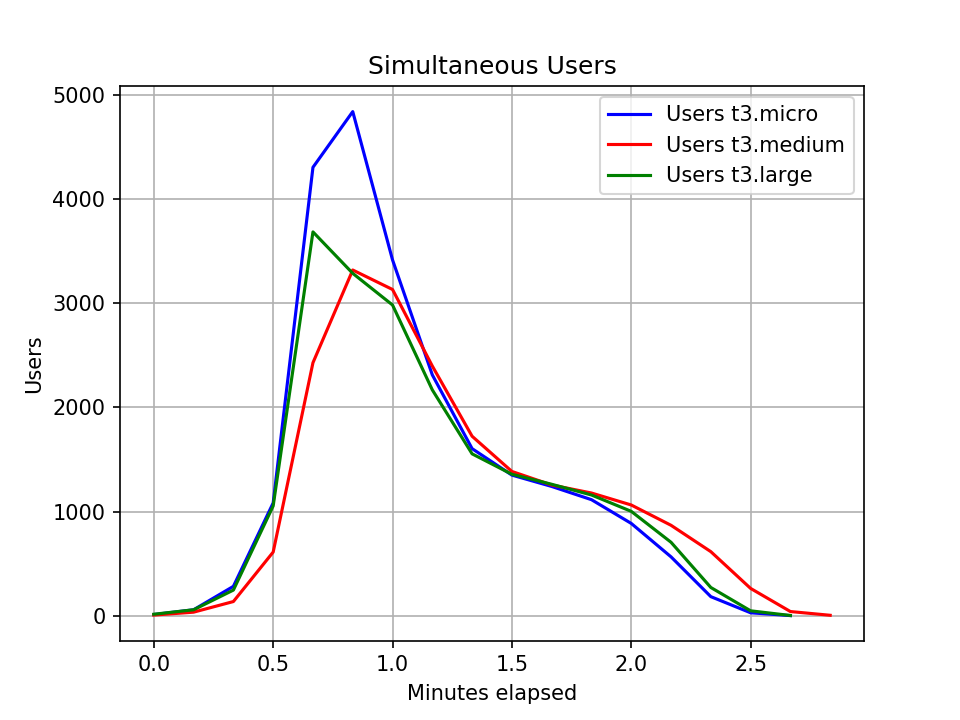 Simultaneous Users
5000
4000
3000
2000
1000
0
Users
Users t3.micro
Users t3.medium
Users t3.large
0.0 0.5 1.0 1.5 2.0 2.5
Minutes elapsed